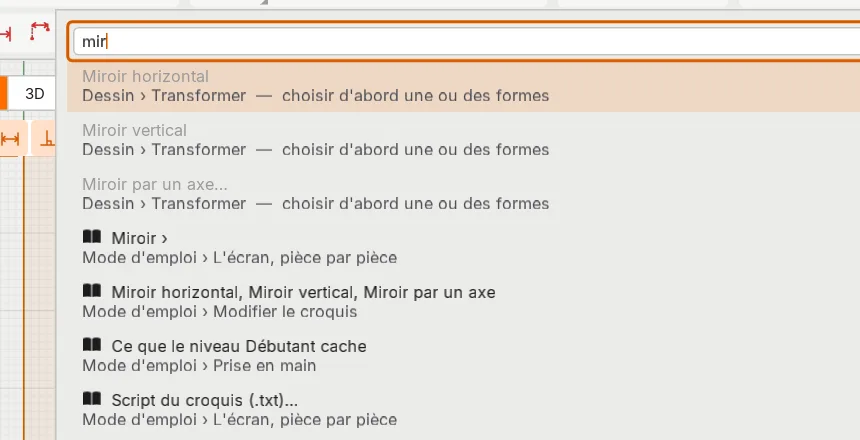 mir
3D
Miroir horizontal
Dessin › Transformer — choisir d'abord une ou des formes
Miroir vertical
Dessin › Transformer — choisir d'abord une ou des formes
Miroir par un axe...
Dessin › Transformer — choisir d'abord une ou des formes
Miroir ›
Mode d'emploi › L'écran, pièce par pièce
Miroir horizontal, Miroir vertical, Miroir par un axe
Mode d'emploi › Modifier le croquis
Ce que le niveau Débutant cache
Mode d'emploi › Prise en main
Script du croquis (.txt)...
Mode d'emploi › L'écran, pièce par pièce